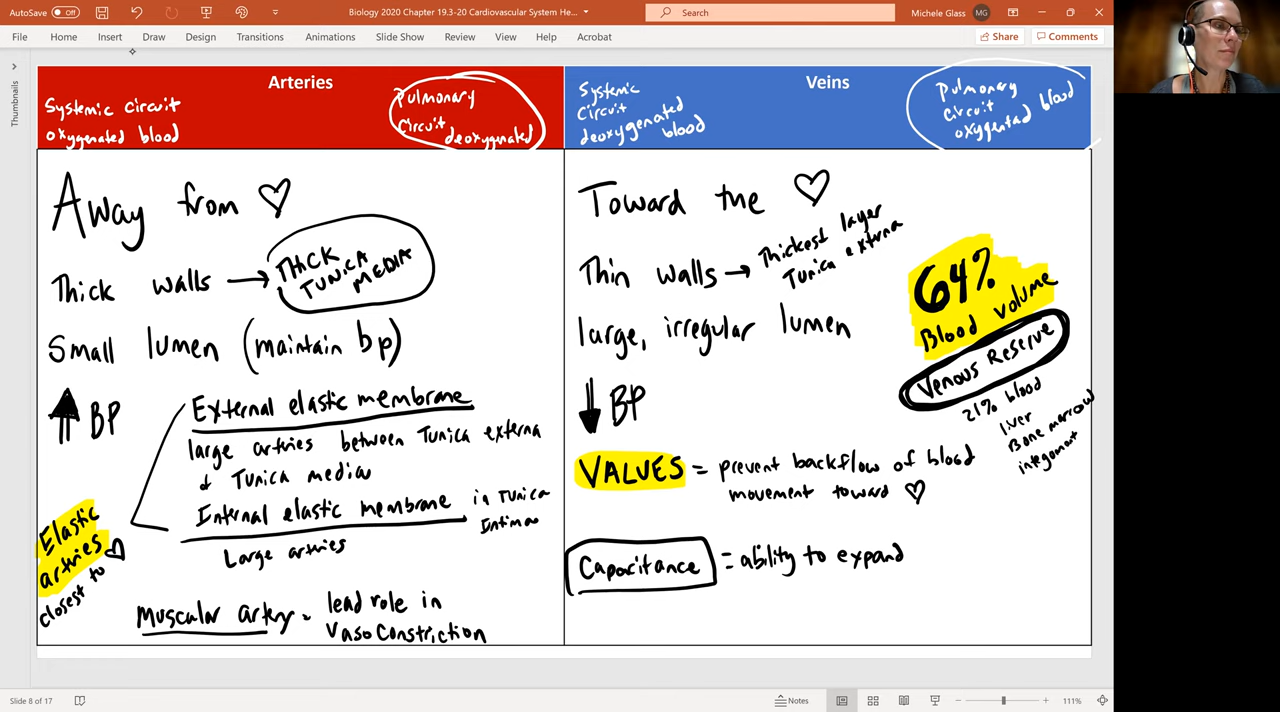 AutoSave Off
Biology 2020 Chapter 19.3-20 Cardiovascular System He...
Search
Michele Glass MG
File Home Insert Draw Design Transitions Animations Slide Show Review View Help Acrobat
Share Comments
Thumbnails
Arteries
Systemic circuit
oxygenated blood
Pulmonary
Circuit deoxygenated
Away from
Thick walls → THICK
TUNICA
MEDIA
Small lumen (maintain bp)
BP
External elastic membrane
large arteries between Tunica externa
Tunica media
Internal elastic membrane in Tunica
Intima
Large arteries
Elastic
arteries
closest to
Muscular artery = lead role in
VasoConstriction
Veins
Systemic
Circuit
deoxygenated
blood
Pulmonary
circuit
oxygentad blood
Toward the
Thin walls → Thickest layer
Tunica externa
large, irregular lumen
64%
Blood volume
Venous Reserve
21% blood
liver
Bone marrow
integement
↓ BP
VALUES = prevent backflow of blood
movement toward
Capacitance = ability to expand
Slide 8 of 17
Notes
111%